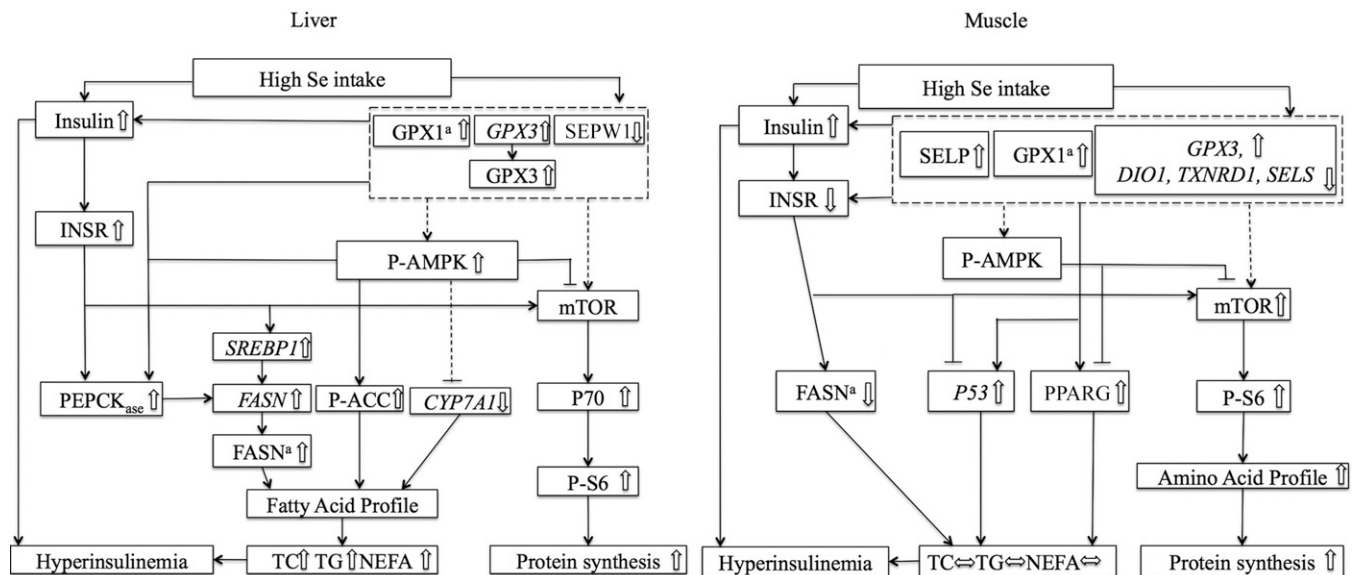 Liver
High Se intake
Insulin ⇧
GPX1ᵃ ⇧
GPX3 ⇧
SEPW1 ⇩
GPX3 ⇧
INSR ⇧
P-AMPK ⇧
mTOR
SREBP1 ⇧
PEPCKase ⇧
FASN ⇧
P-ACC ⇧
CYP7A1 ⇩
P70 ⇧
FASNᵃ ⇧
P-S6 ⇧
Fatty Acid Profile
Hyperinsulinemia
TC ⇧ TG ⇧ NEFA ⇧
Protein synthesis ⇧
Muscle
High Se intake
Insulin ⇧
SELP ⇧
GPX1ᵃ ⇧
GPX3, ⇧
DIO1, TXNRD1, SELS ⇩
INSR ⇩
P-AMPK
mTOR ⇧
FASNᵃ ⇩
P53 ⇧
PPARG ⇧
P-S6 ⇧
Amino Acid Profile ⇧
Hyperinsulinemia
TC ⇔ TG ⇔ NEFA ⇔
Protein synthesis ⇧